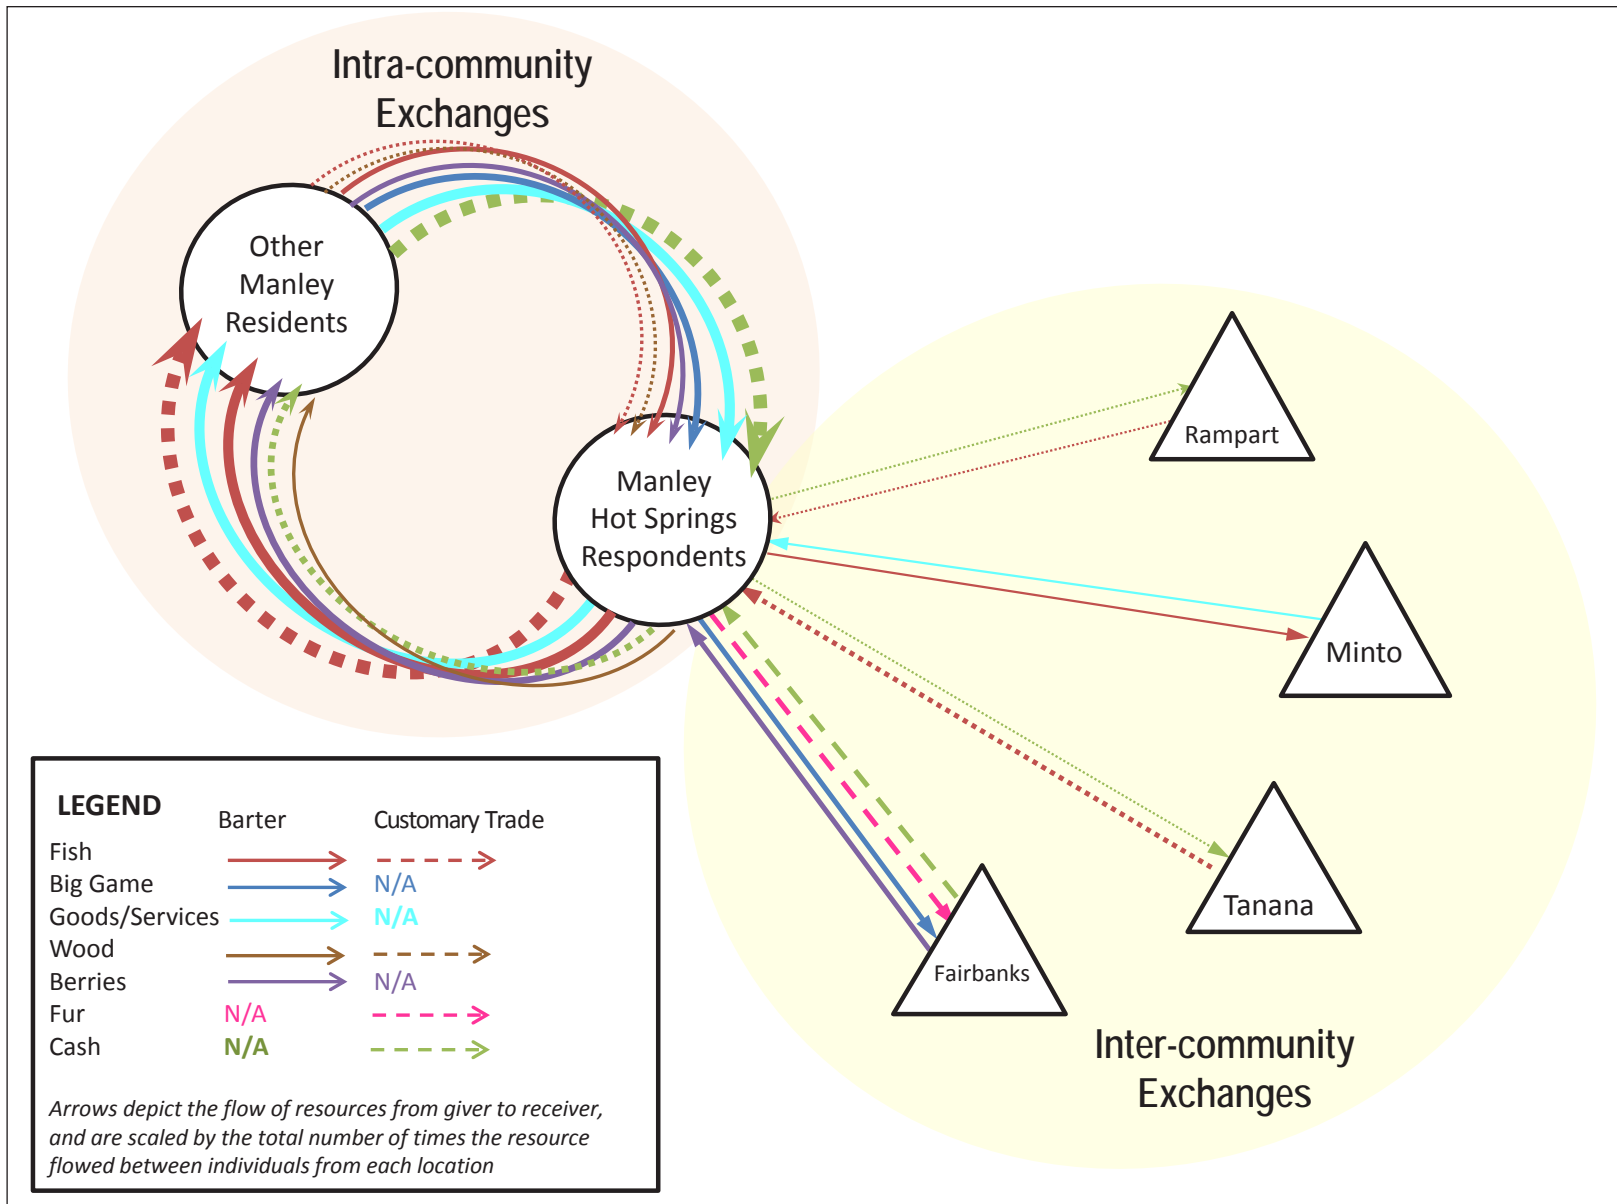 Intra-community
Exchanges
Other
Manley
Residents
Manley
Hot Springs
Respondents
Rampart
Minto
Tanana
Fairbanks
Inter-community
Exchanges
LEGEND Barter Customary Trade
Fish
Big Game N/A
Goods/Services N/A
Wood
Berries N/A
Fur N/A
Cash N/A
Arrows depict the flow of resources from giver to receiver,
and are scaled by the total number of times the resource
flowed between individuals from each location